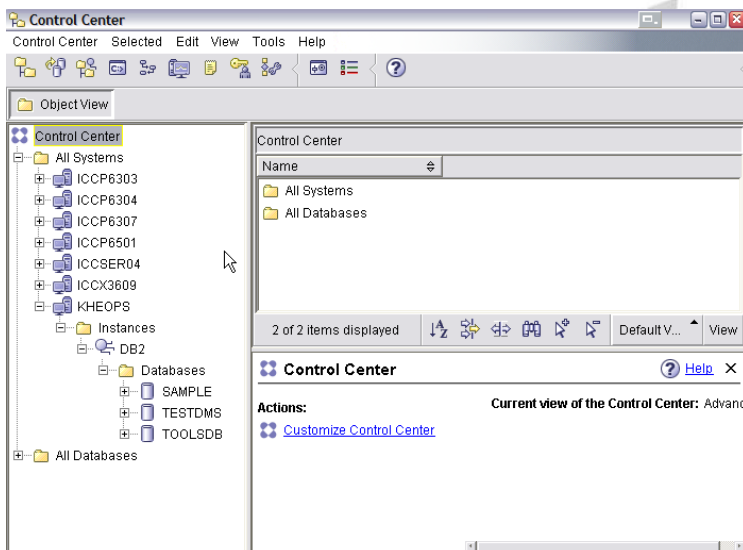 Control Center
Control Center Selected Edit View Tools Help
Object View
Control Center
All Systems
ICCP6303
ICCP6304
ICCP6307
ICCP6501
ICCSER04
ICCX3609
KHEOPS
Instances
DB2
Databases
SAMPLE
TESTDMS
TOOLSDB
All Databases
Control Center
Name
All Systems
All Databases
2 of 2 items displayed
Default V...
View
Control Center
Help
Actions:
Current view of the Control Center: Advanc
Customize Control Center